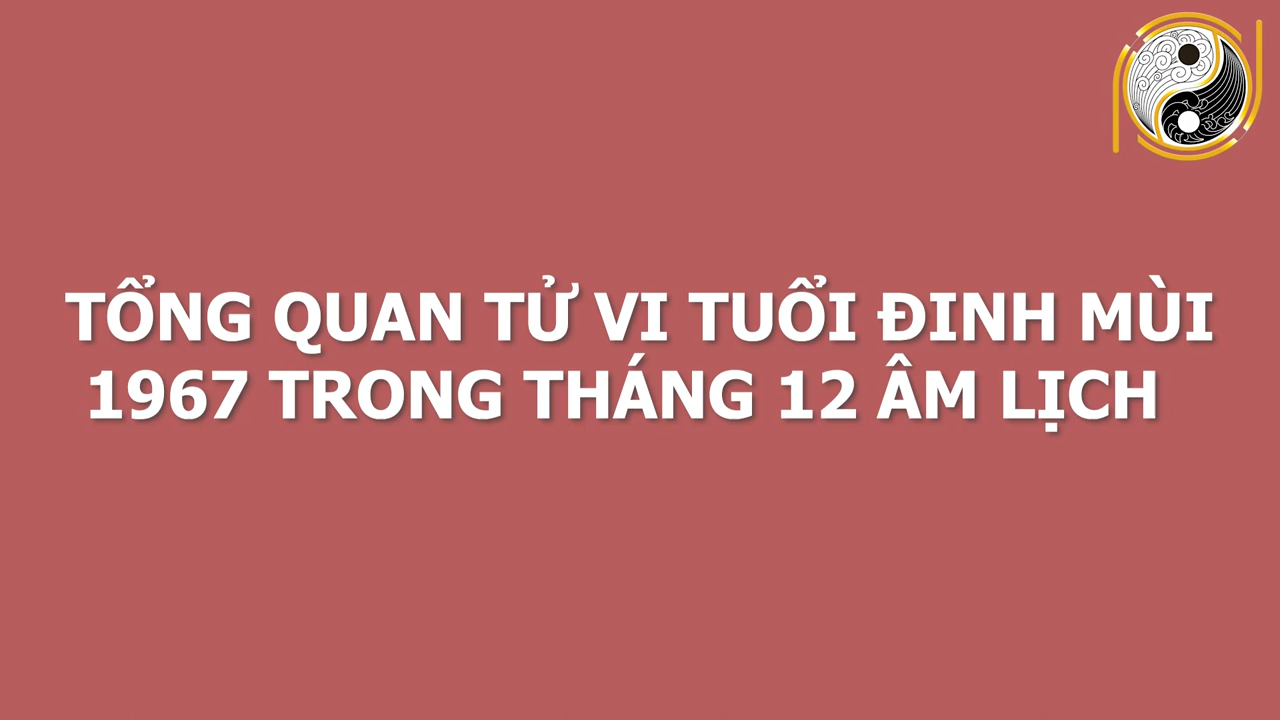 TỔNG QUAN TỬ VI TUỔI ĐINH MÙI
1967 TRONG THÁNG 12 ÂM LỊCH